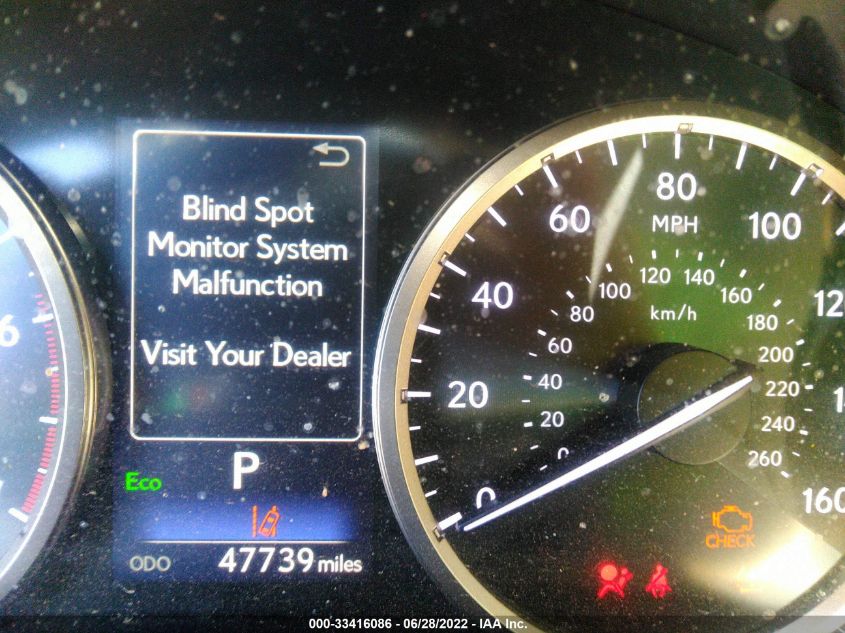 Blind Spot
Monitor System
Malfunction
Visit Your Dealer
P
Eco
ODO 47739 miles
6
0
20
40
60
80
100
160
MPH
km/h
0
20
40
60
80
100
120
140
160
180
200
220
240
260
CHECK
000-33416086 - 06/28/2022 - IAA Inc.